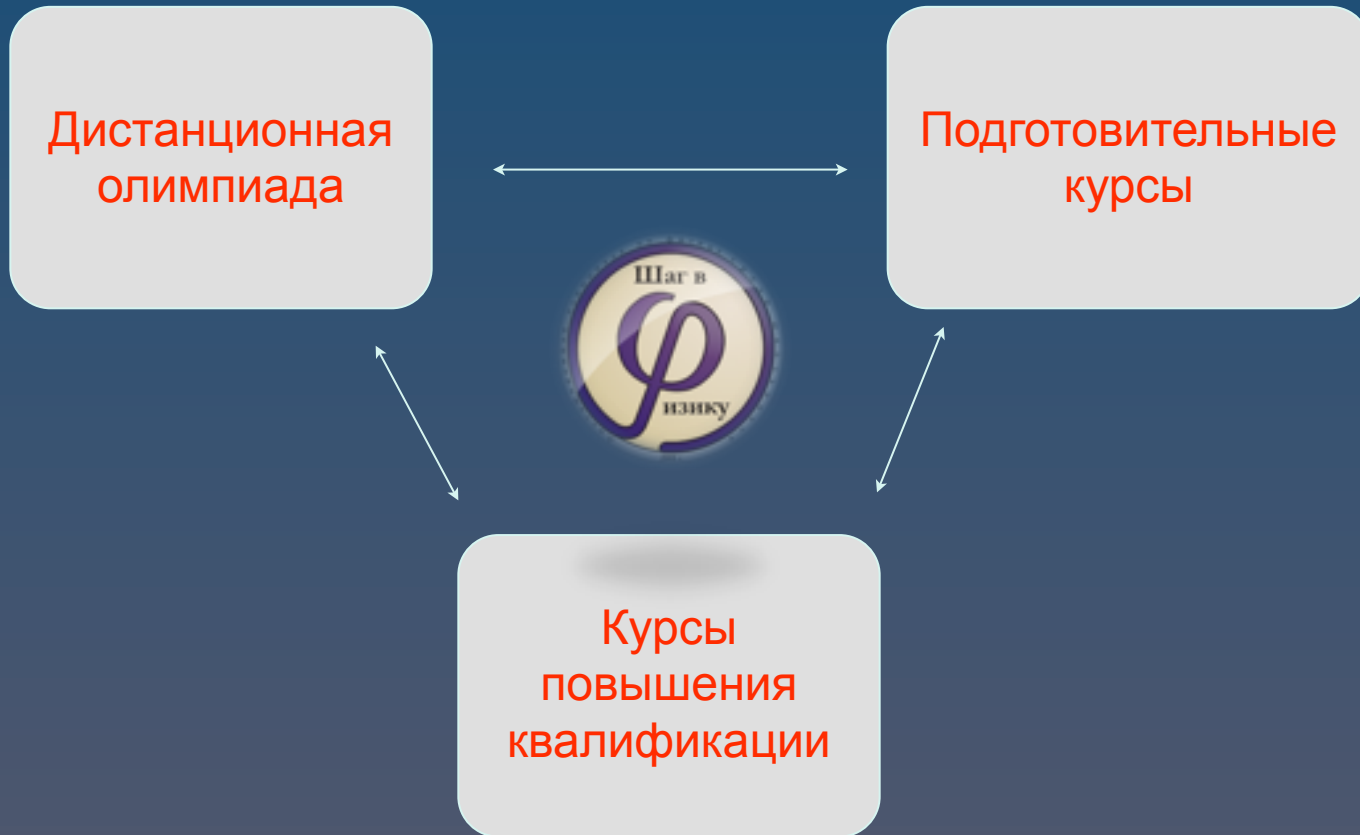 Дистанционная
олимпиада
Подготовительные
курсы
Шаг в
φ
изику
Курсы
повышения
квалификации